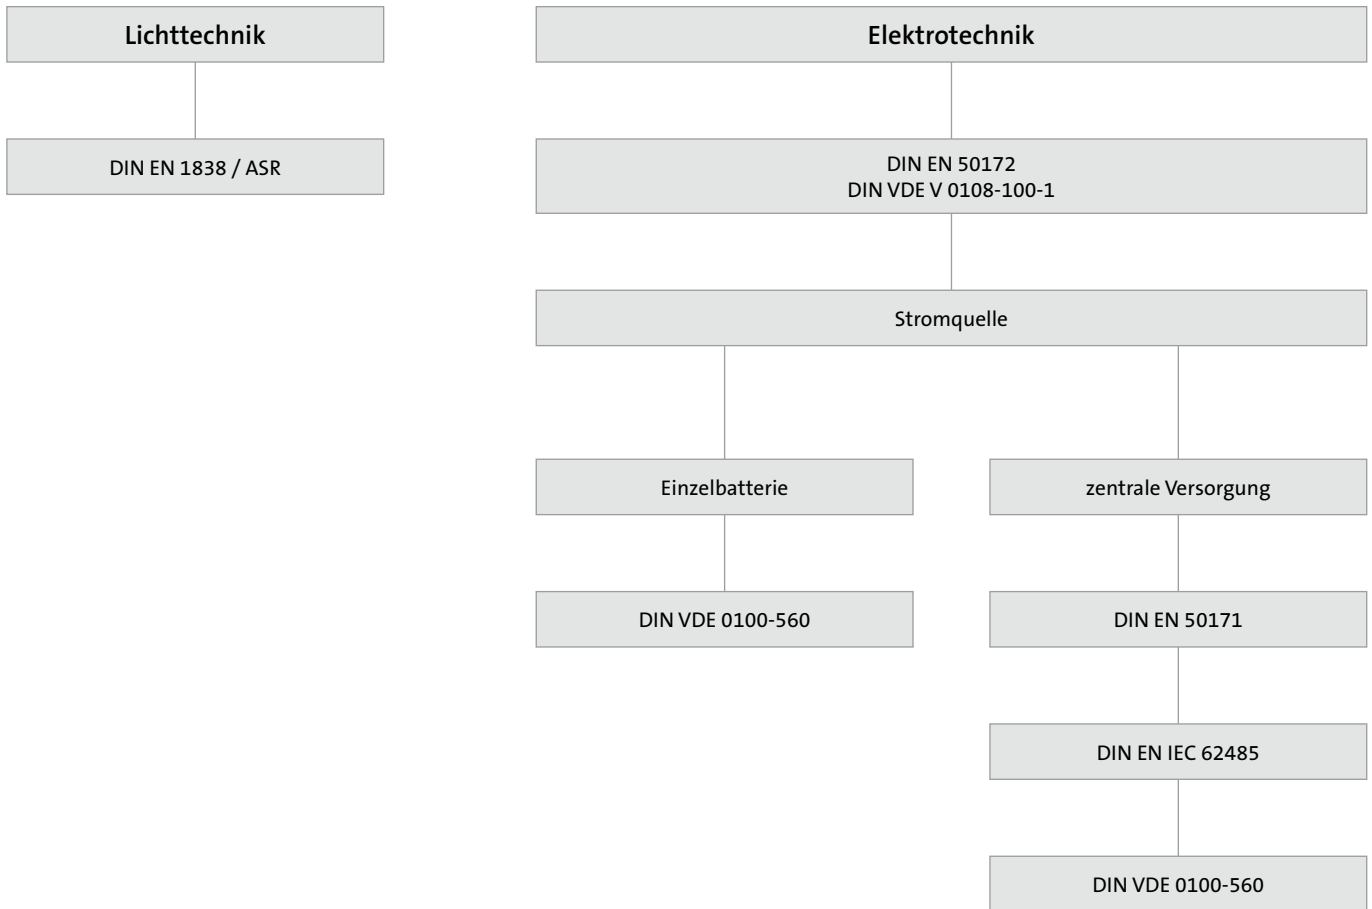 Lichttechnik
DIN EN 1838 / ASR
Elektrotechnik
DIN EN 50172
DIN VDE V 0108-100-1
Stromquelle
Einzelbatterie
DIN VDE 0100-560
zentrale Versorgung
DIN EN 50171
DIN EN IEC 62485
DIN VDE 0100-560